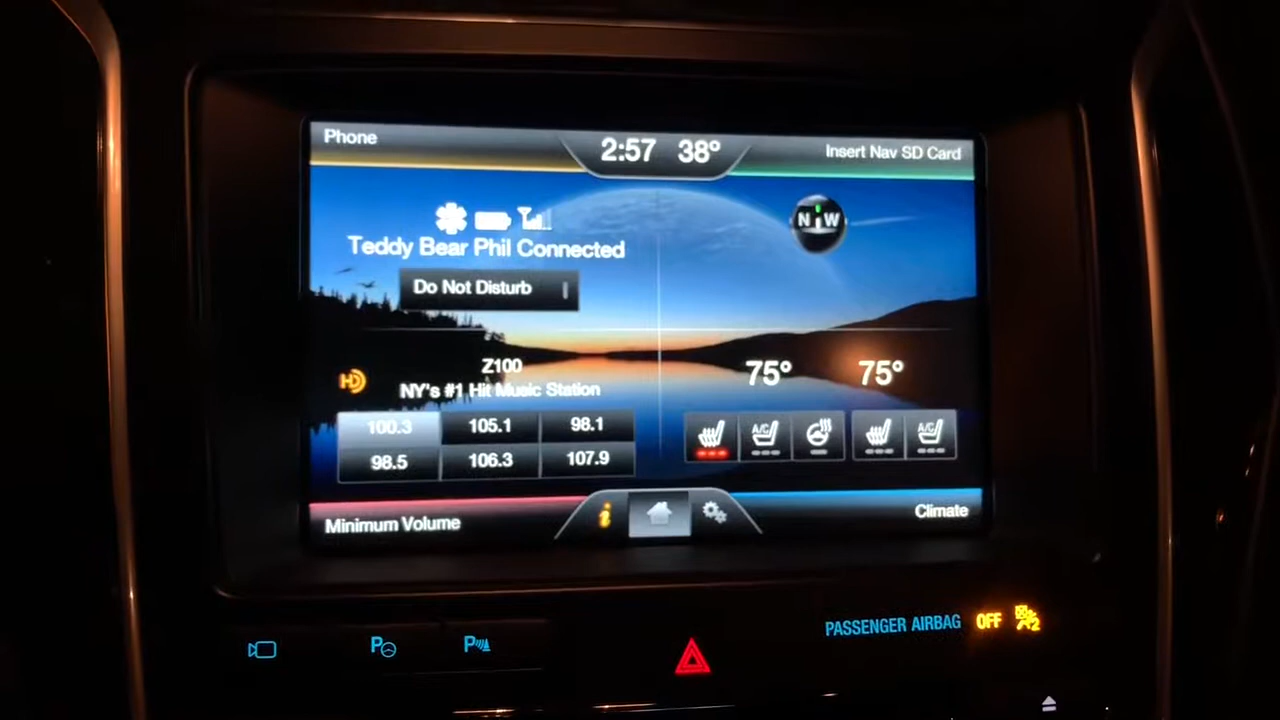 Phone
2:57 38°
Insert Nav SD Card
N W
Teddy Bear Phil Connected
Do Not Disturb
Z100
HD
NY's #1 Hit Music Station
75° 75°
100.3 105.1 98.1
98.5 106.3 107.9
A/C A/C
Minimum Volume
i
Climate
PASSENGER AIRBAG OFF 2
P P